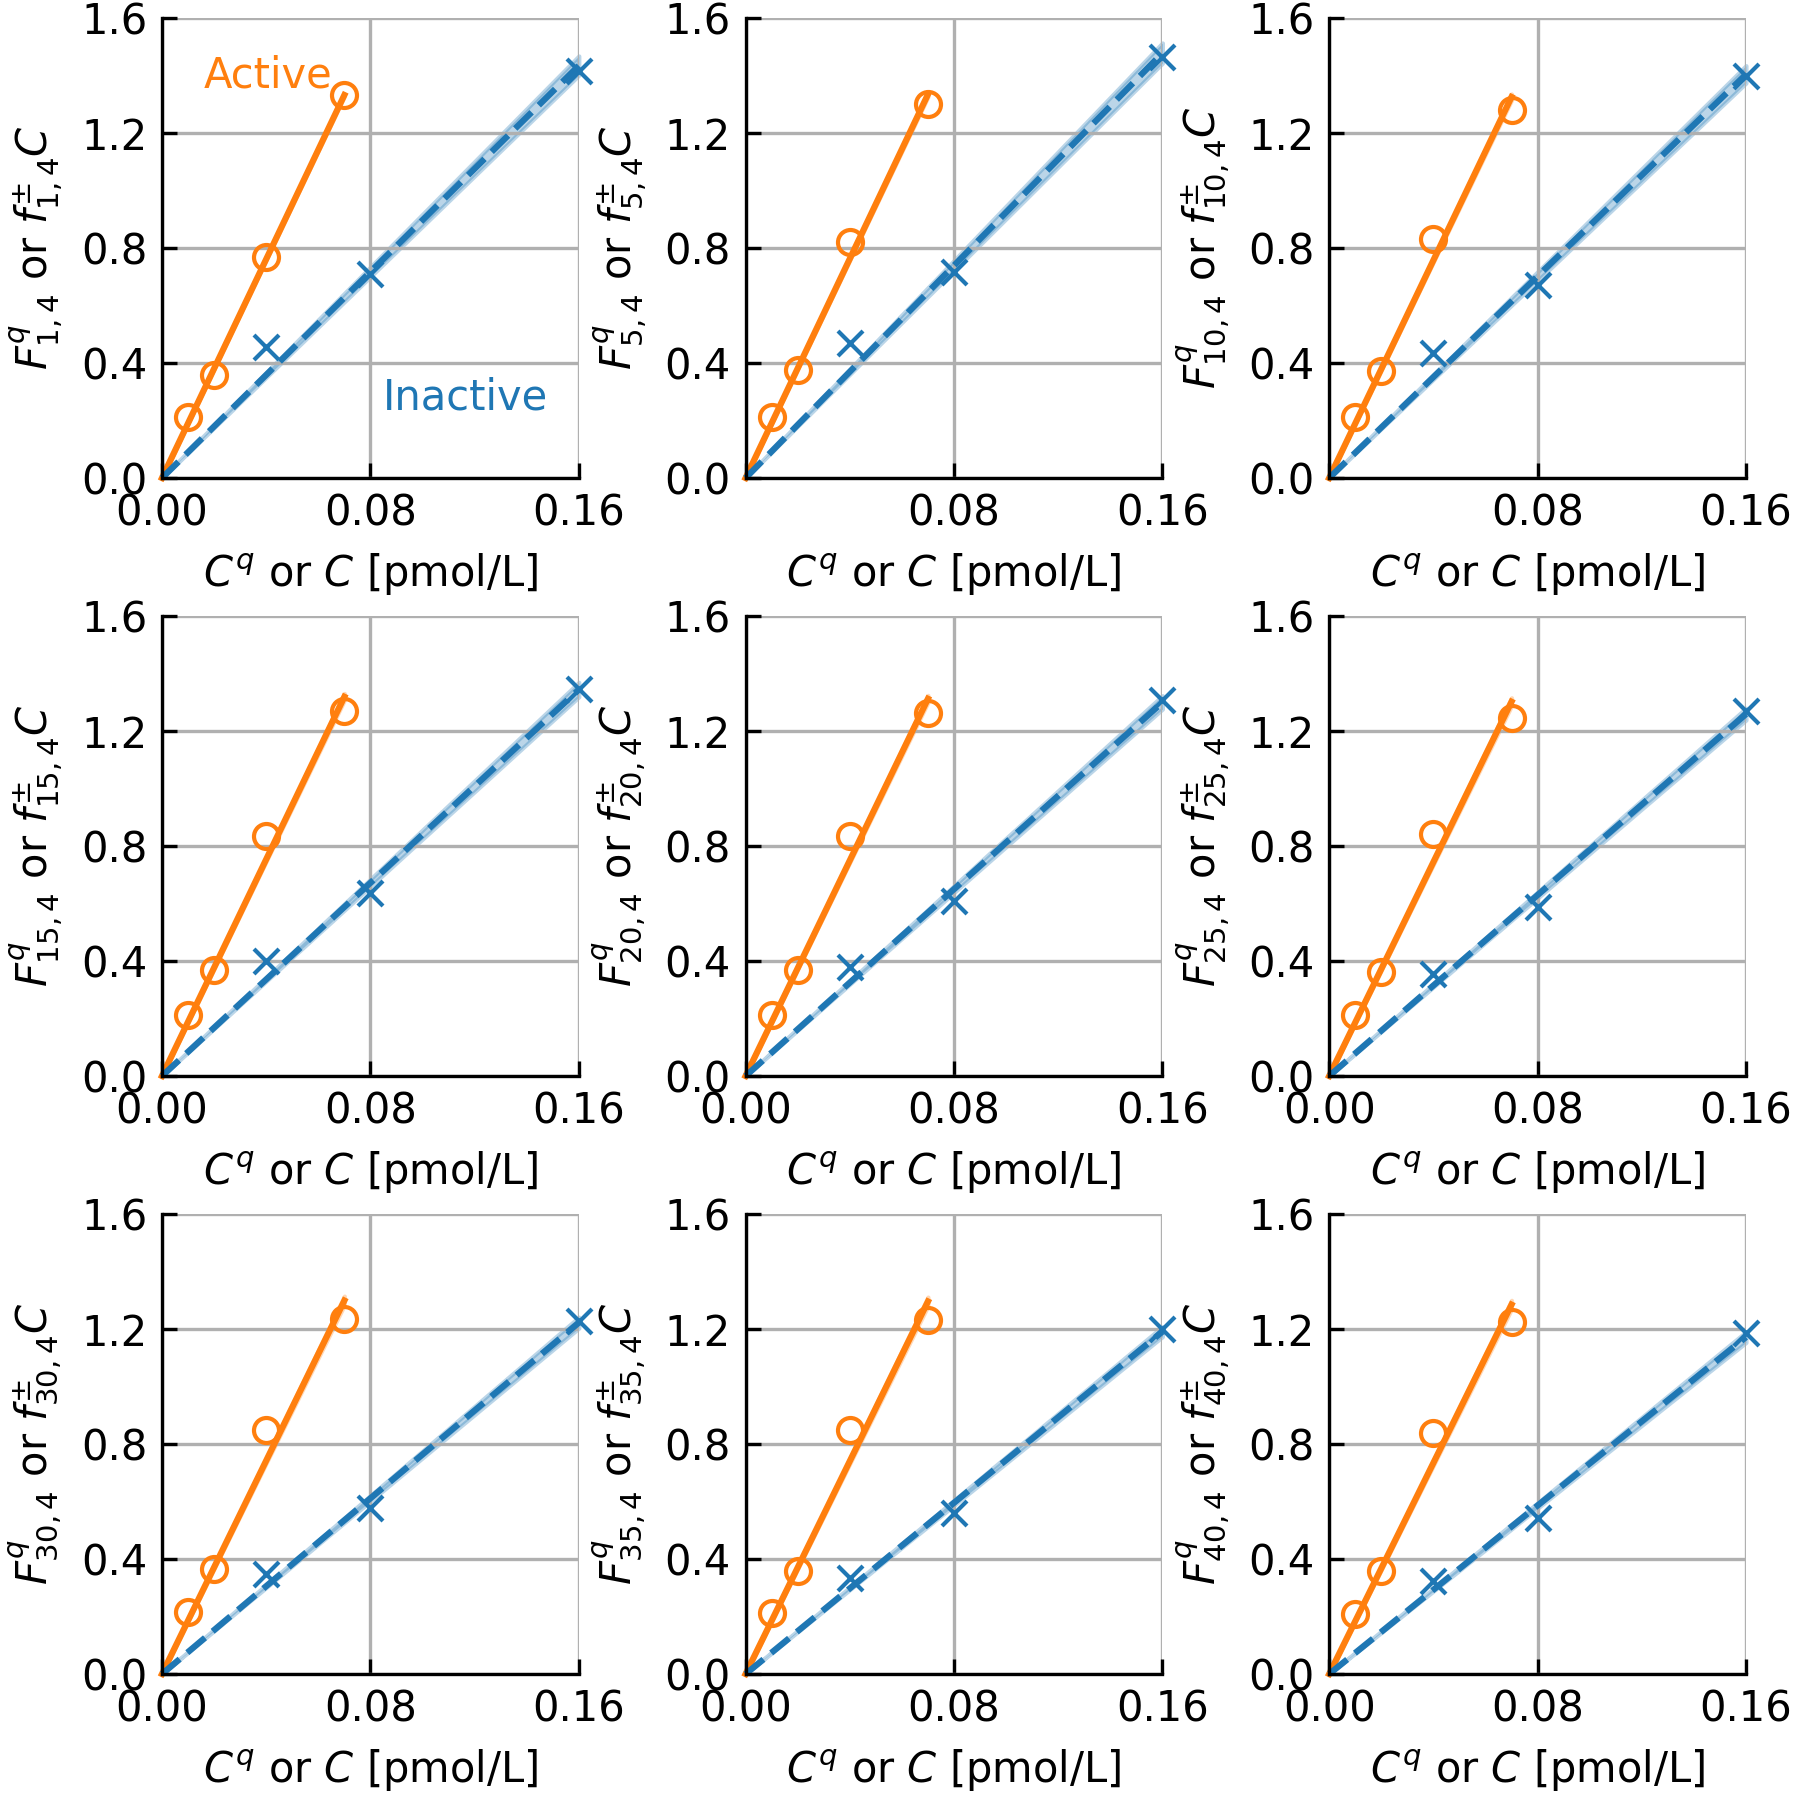 1.6
1.2
0.8
0.4
0.0
0.00 0.08 0.16
Active
Inactive
F^q_{1,4} or f^±_{1,4}C
C^q or C [pmol/L]
1.6
1.2
0.8
0.4
0.0
0.08 0.16
F^q_{5,4} or f^±_{5,4}C
C^q or C [pmol/L]
1.6
1.2
0.8
0.4
0.0
0.08 0.16
F^q_{10,4} or f^±_{10,4}C
C^q or C [pmol/L]
1.6
1.2
0.8
0.4
0.0
0.00 0.08 0.16
F^q_{15,4} or f^±_{15,4}C
C^q or C [pmol/L]
1.6
1.2
0.8
0.4
0.0
0.00 0.08 0.16
F^q_{20,4} or f^±_{20,4}C
C^q or C [pmol/L]
1.6
1.2
0.8
0.4
0.0
0.00 0.08 0.16
F^q_{25,4} or f^±_{25,4}C
C^q or C [pmol/L]
1.6
1.2
0.8
0.4
0.0
0.00 0.08 0.16
F^q_{30,4} or f^±_{30,4}C
C^q or C [pmol/L]
1.6
1.2
0.8
0.4
0.0
0.00 0.08 0.16
F^q_{35,4} or f^±_{35,4}C
C^q or C [pmol/L]
1.6
1.2
0.8
0.4
0.0
0.00 0.08 0.16
F^q_{40,4} or f^±_{40,4}C
C^q or C [pmol/L]